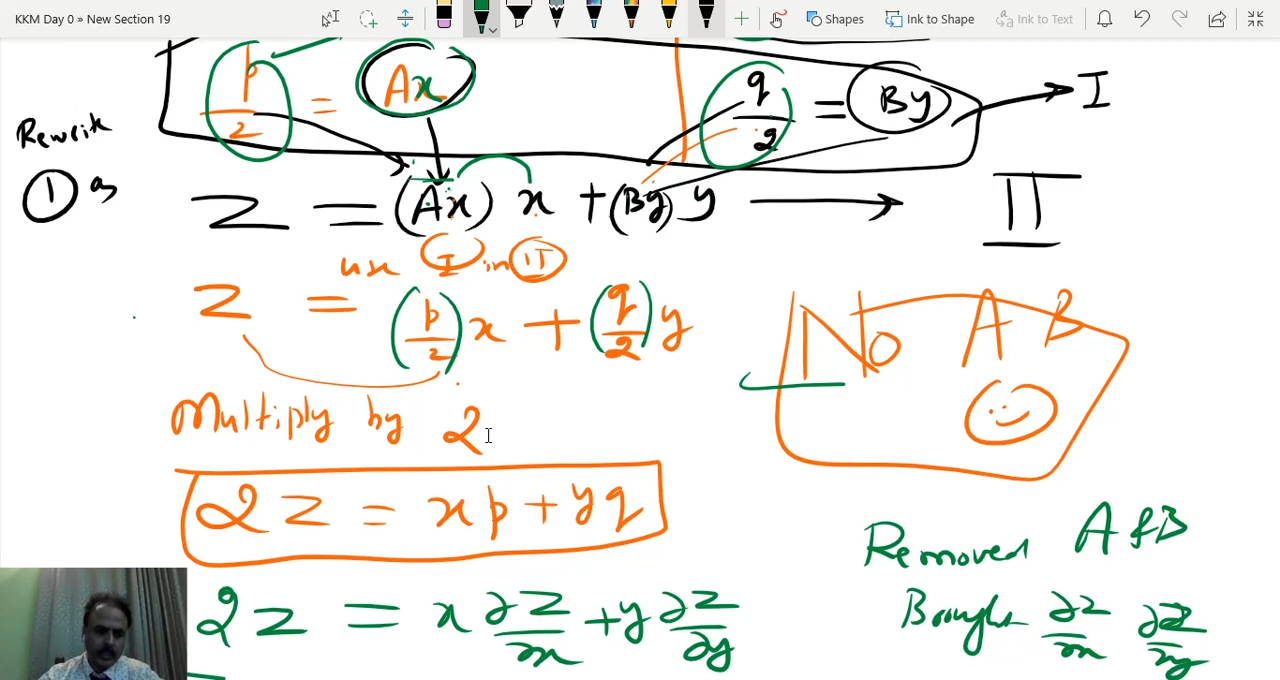 KKM Day 0 » New Section 19
Shapes Ink to Shape Ink to Text
p/2 = Ax q/2 = By → I
Rewrite
① as Z = (Ax) x + (By) y → II
use I in II
Z = (p/2) x + (q/2) y
No A B
Multiply by 2
2Z = xp + yq
Removed A & B
2Z = x ∂Z/∂x + y ∂Z/∂y
Brought ∂z/∂x ∂z/∂y